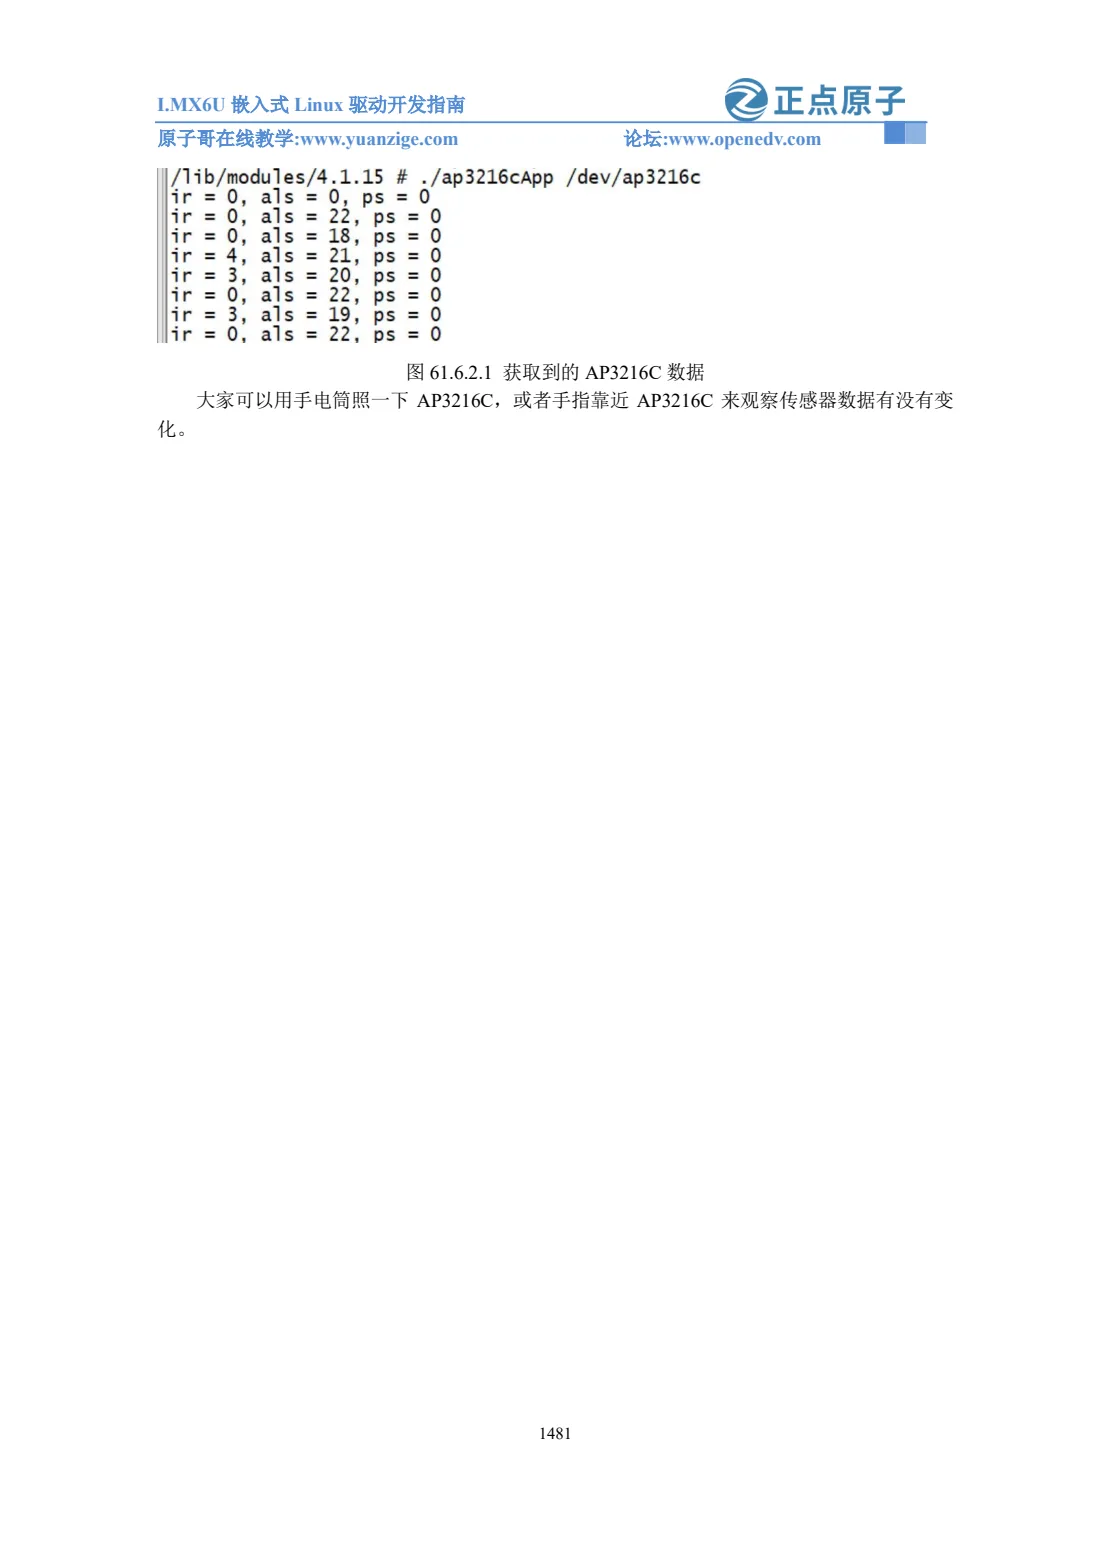 I.MX6U 嵌入式 Linux 驱动开发指南
正点原子
原子哥在线教学:www.yuanzige.com 论坛:www.openedv.com
/lib/modules/4.1.15 # ./ap3216cApp /dev/ap3216c
ir = 0, als = 0, ps = 0
ir = 0, als = 22, ps = 0
ir = 0, als = 18, ps = 0
ir = 4, als = 21, ps = 0
ir = 3, als = 20, ps = 0
ir = 0, als = 22, ps = 0
ir = 3, als = 19, ps = 0
ir = 0, als = 22, ps = 0
图 61.6.2.1 获取到的 AP3216C 数据
大家可以用手电筒照一下 AP3216C，或者手指靠近 AP3216C 来观察传感器数据有没有变
化。
1481